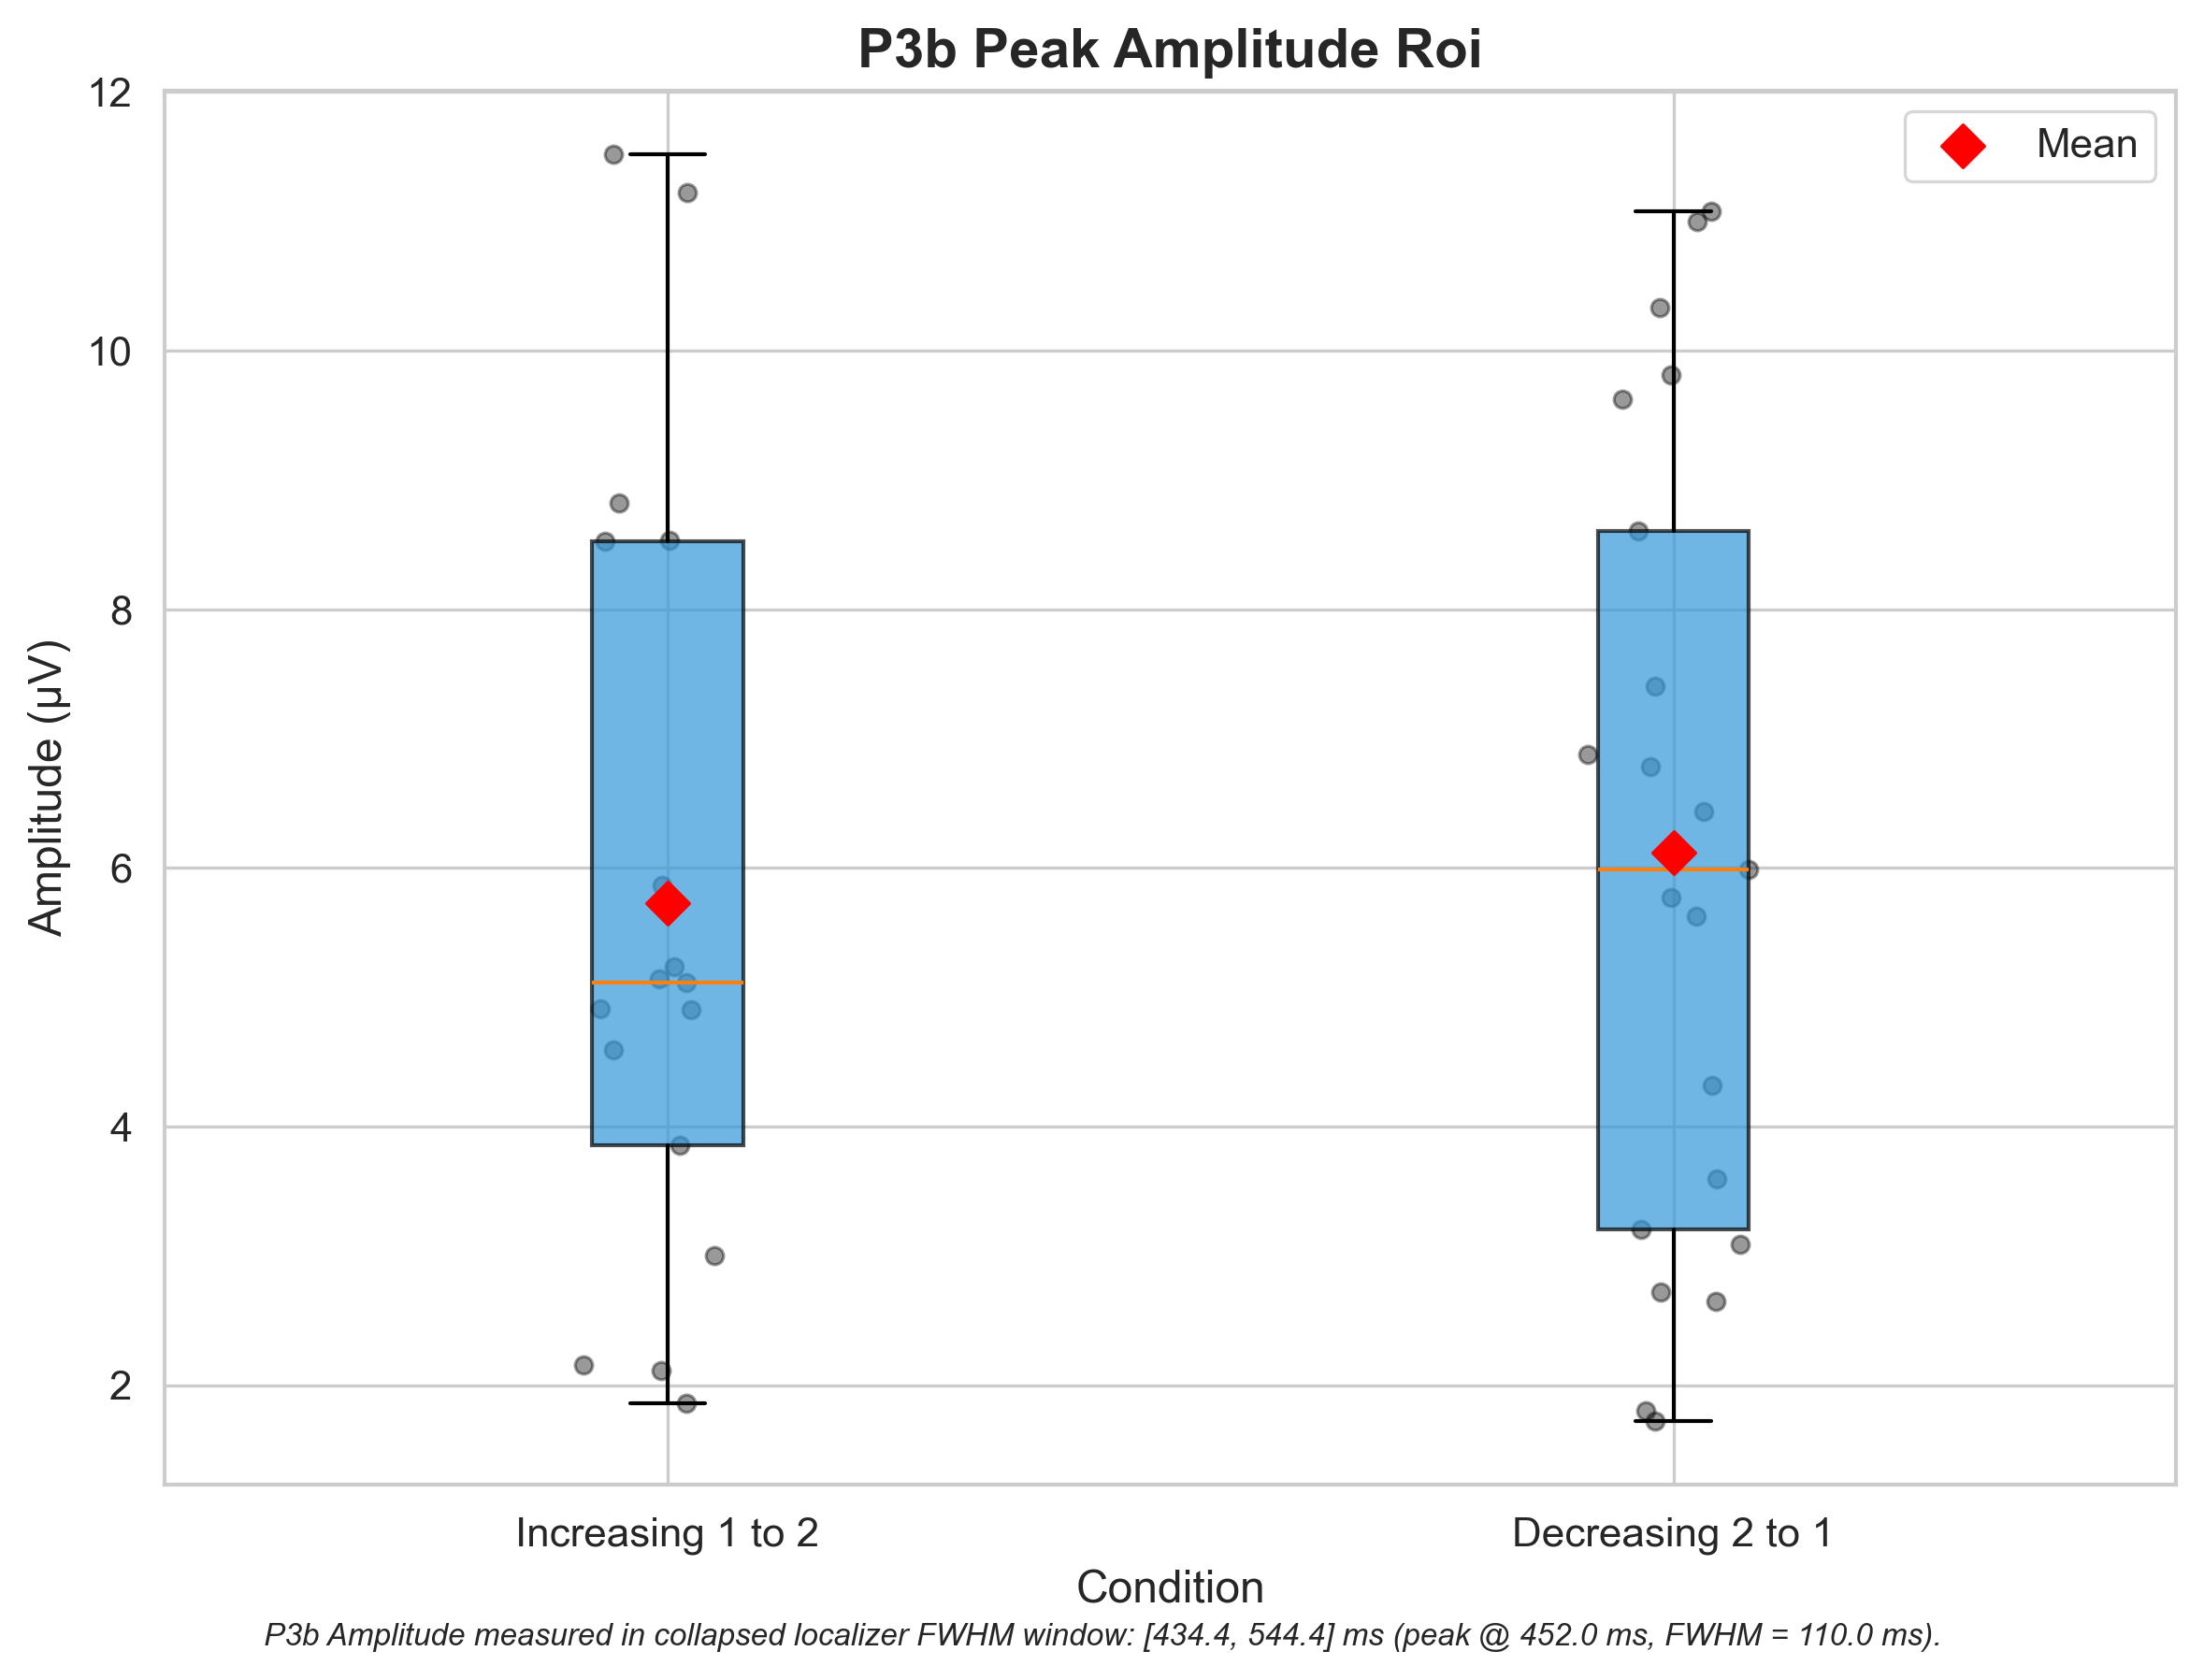 P3b Peak Amplitude Roi
Mean
Amplitude (μV)
12
10
8
6
4
2
Increasing 1 to 2
Decreasing 2 to 1
Condition
P3b Amplitude measured in collapsed localizer FWHM window: [434.4, 544.4] ms (peak @ 452.0 ms, FWHM = 110.0 ms).